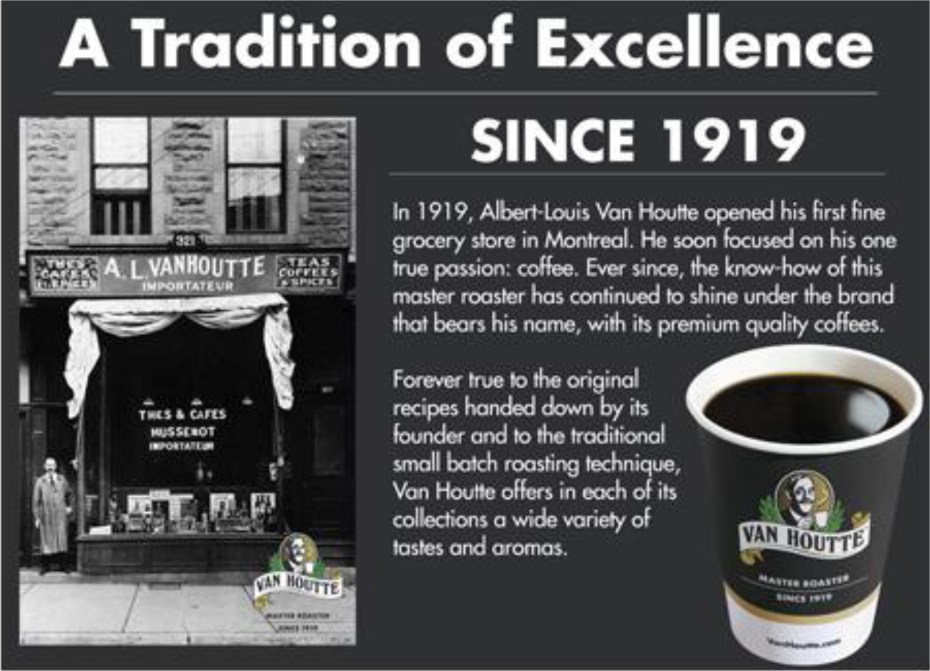 A Tradition of Excellence
SINCE 1919
In 1919, Albert-Louis Van Houtte opened his first fine
grocery store in Montreal. He soon focused on his one
true passion: coffee. Ever since, the know-how of this
master roaster has continued to shine under the brand
that bears his name, with its premium quality coffees.
Forever true to the original
recipes handed down by its
founder and to the traditional
small batch roasting technique,
Van Houtte offers in each of its
collections a wide variety of
tastes and aromas.
321
THES
CAFES
& EPICES
A.L. VANHOUTTE
IMPORTATEUR
TEAS
COFFEES
& SPICES
THES & CAFES
MUSSENOT
IMPORTATEUR
VAN HOUTTE
MASTER ROASTER
SINCE 1919
VAN HOUTTE
MASTER ROASTER
SINCE 1919
VanHoutte.com